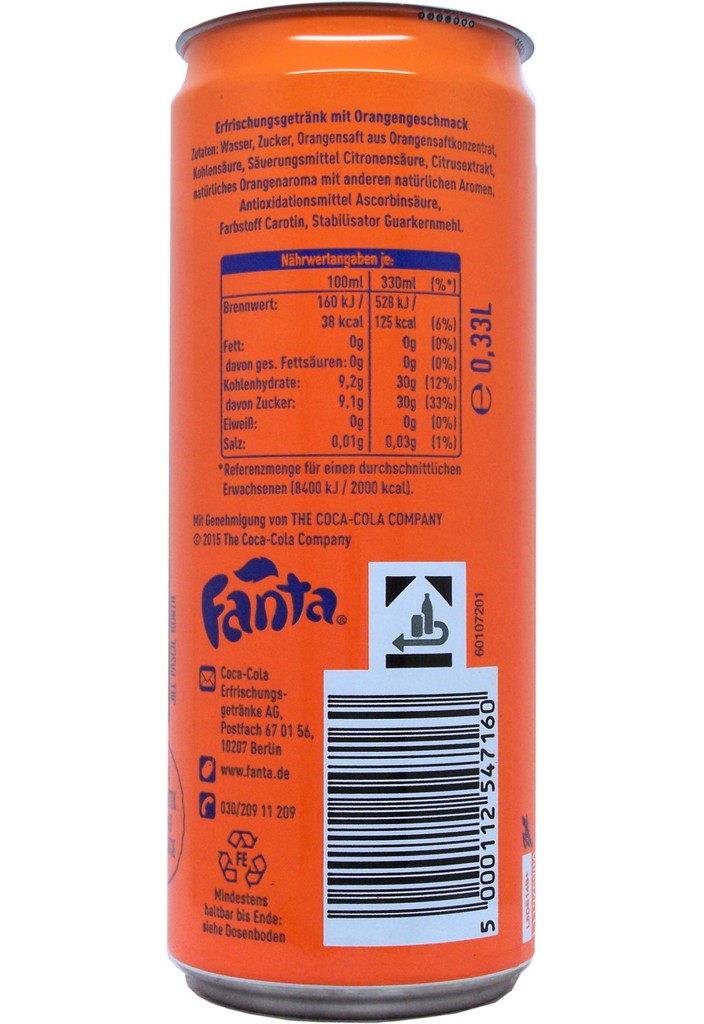 Erfrischungsgetränk mit Orangengeschmack
Zutaten: Wasser, Zucker, Orangensaft aus Orangensaftkonzentrat,
Kohlensäure, Säuerungsmittel Citronensäure, Citrusextrakt,
natürliches Orangenaroma mit anderen natürlichen Aromen,
Antioxidationsmittel Ascorbinsäure,
Farbstoff Carotin, Stabilisator Guarkernmehl.
Nährwertangaben je:
100ml 330ml (%*)
Brennwert: 160 kJ / 528 kJ /
38 kcal 125 kcal (6%)
Fett: 0g 0g (0%)
davon ges. Fettsäuren: 0g 0g (0%)
Kohlenhydrate: 9,2g 30g (12%)
davon Zucker: 9,1g 30g (33%)
Eiweiß: 0g 0g (0%)
Salz: 0,01g 0,03g (1%)
*Referenzmenge für einen durchschnittlichen
Erwachsenen (8400 kJ / 2000 kcal).
e 0,33L
Mit Genehmigung von THE COCA-COLA COMPANY
© 2015 The Coca-Cola Company
Fanta®
60107201
Coca-Cola
Erfrischungs-
getränke AG,
Postfach 67 01 56,
10207 Berlin
www.fanta.de
030/209 11 209
FE
Mindestens
haltbar bis Ende:
siehe Dosenboden
5 000112 547160